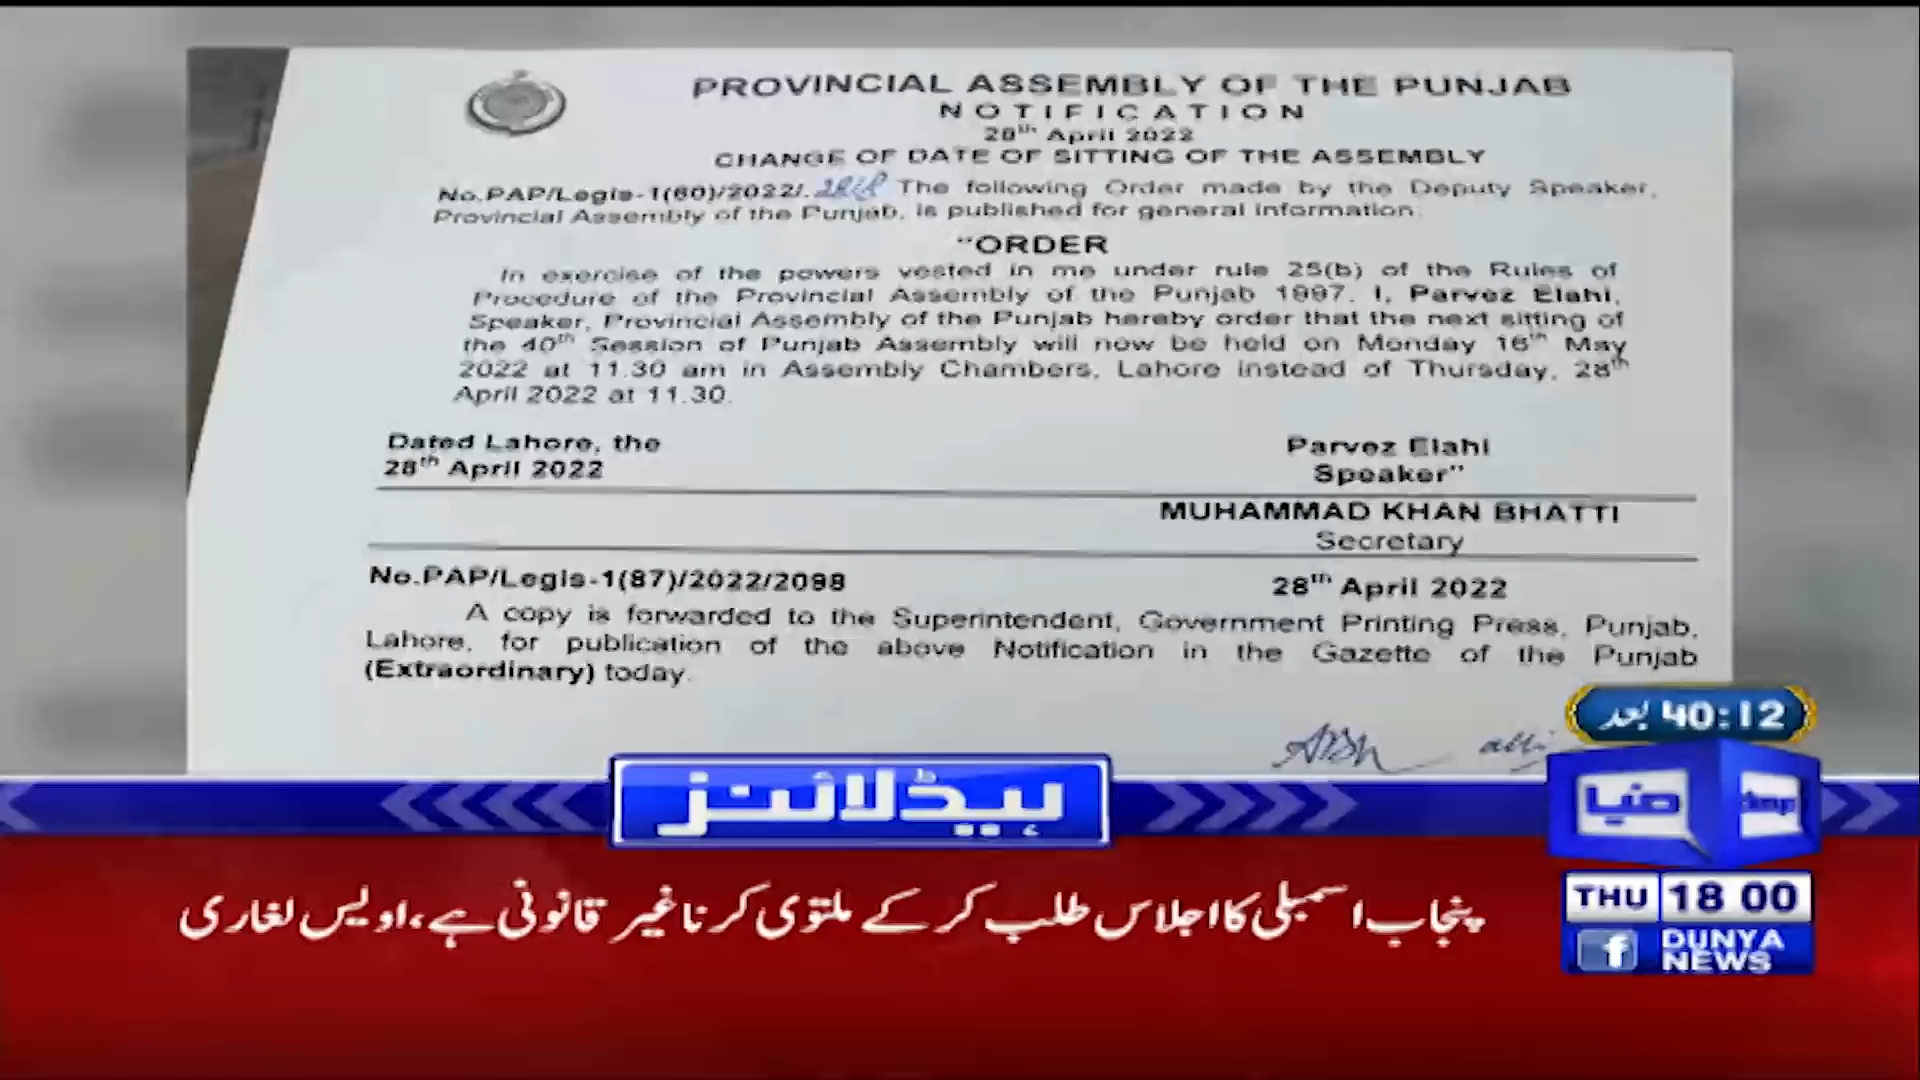 PROVINCIAL ASSEMBLY OF THE PUNJAB
NOTIFICATION
28th April 2022
CHANGE OF DATE OF SITTING OF THE ASSEMBLY
No.PAP/Legis-1(60)/2022/. The following Order made by the Deputy Speaker,
Provincial Assembly of the Punjab, is published for general information:
"ORDER
In exercise of the powers vested in me under rule 25(b) of the Rules of
Procedure of the Provincial Assembly of the Punjab 1997, I, Parvez Elahi,
Speaker, Provincial Assembly of the Punjab hereby order that the next sitting of
the 40th Session of Punjab Assembly will now be held on Monday 16th May
2022 at 11.30 am in Assembly Chambers, Lahore instead of Thursday, 28th
April 2022 at 11.30.
Dated Lahore, the
28th April 2022
Parvez Elahi
Speaker"
MUHAMMAD KHAN BHATTI
Secretary
No.PAP/Legis-1(87)/2022/2098
28th April 2022
A copy is forwarded to the Superintendent, Government Printing Press, Punjab,
Lahore, for publication of the above Notification in the Gazette of the Punjab
(Extraordinary) today.
40:12 بعد
ہیڈلائنز
دنیا
پنجاب اسمبلی کا اجلاس طلب کر کے ملتوی کرنا غیر قانونی ہے، اویس لغاری
THU 18 00
DUNYA
NEWS